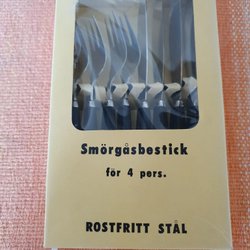 Smörgåsbestick
för 4 pers.
ROSTFRITT STÅL